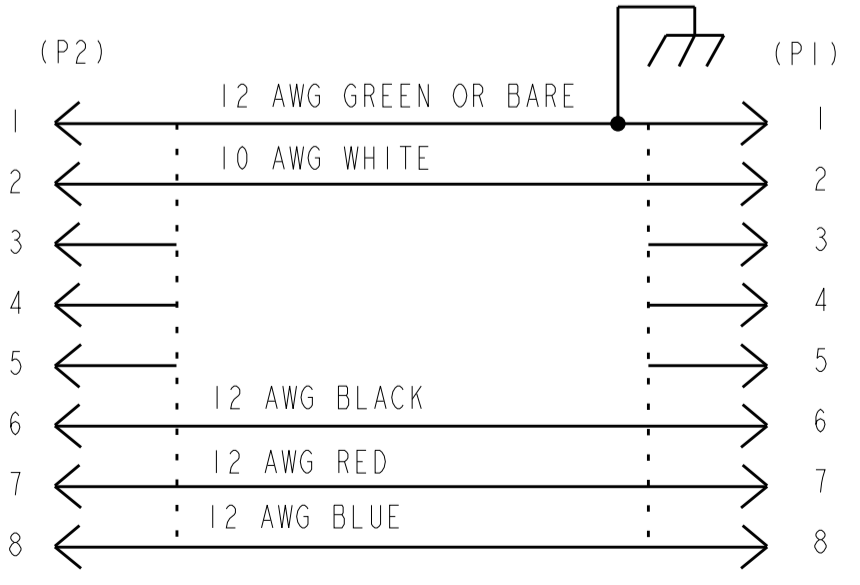 (P2) (P1)
1 12 AWG GREEN OR BARE 1
2 10 AWG WHITE 2
3 3
4 4
5 5
6 12 AWG BLACK 6
7 12 AWG RED 7
8 12 AWG BLUE 8